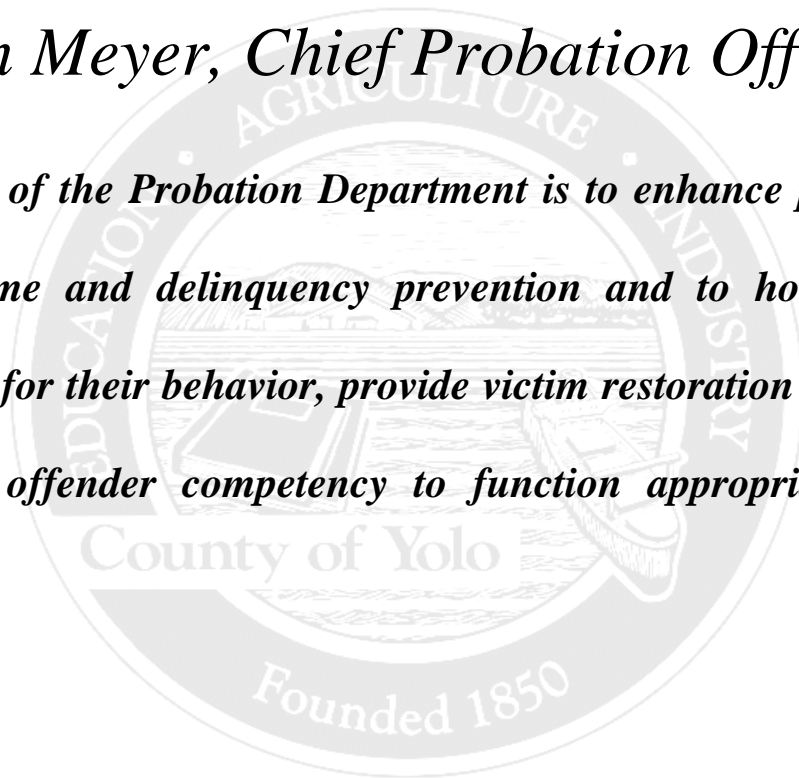 n Meyer, Chief Probation Off
of the Probation Department is to enhance
me and delinquency prevention and to ho
for their behavior, provide victim restoration
offender competency to function appropri
AGRICULTURE
EDUCATION
INDUSTRY
County of Yolo
Founded 1850